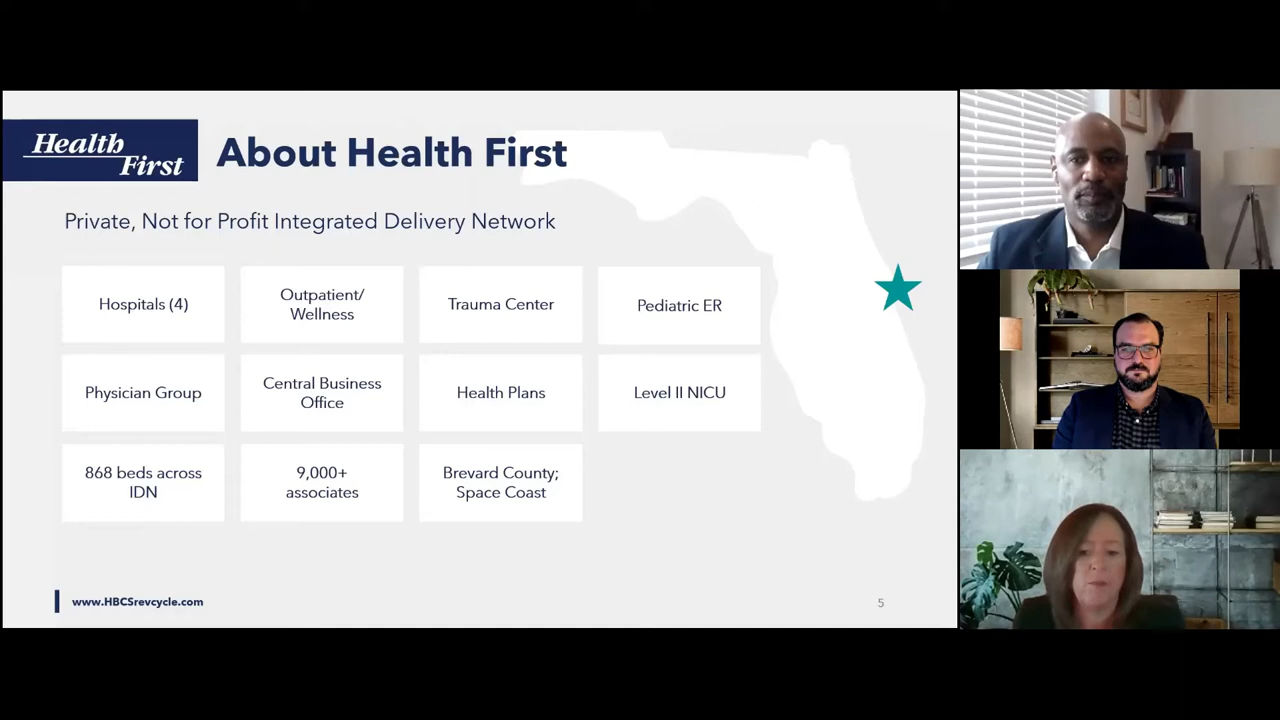 Health
First
About Health First
Private, Not for Profit Integrated Delivery Network
Hospitals (4)
Outpatient/
Wellness
Trauma Center
Pediatric ER
Physician Group
Central Business
Office
Health Plans
Level II NICU
868 beds across
IDN
9,000+
associates
Brevard County;
Space Coast
www.HBCSrevcycle.com
5